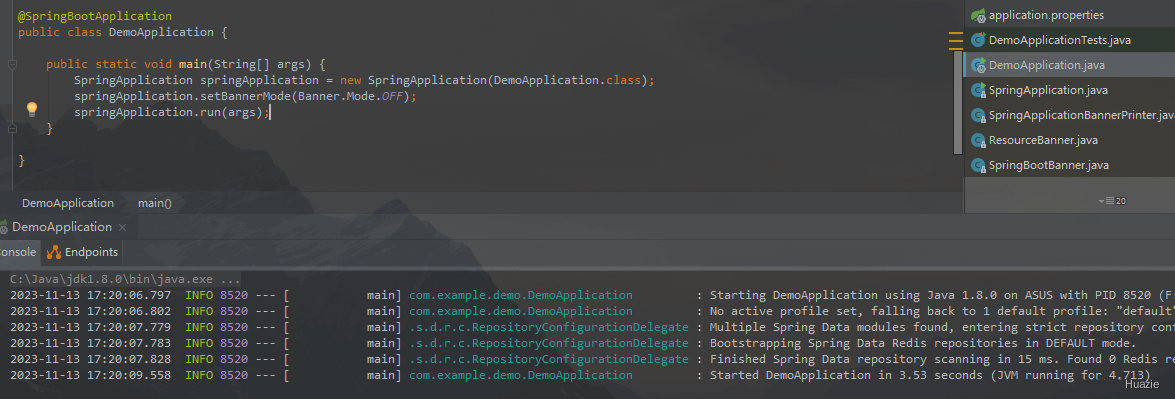 @SpringBootApplication
public class DemoApplication {
public static void main(String[] args) {
SpringApplication springApplication = new SpringApplication(DemoApplication.class);
springApplication.setBannerMode(Banner.Mode.OFF);
springApplication.run(args);
}
}
application.properties
DemoApplicationTests.java
DemoApplication.java
SpringApplication.java
SpringApplicationBannerPrinter.java
ResourceBanner.java
SpringBootBanner.java
20
DemoApplication main()
DemoApplication
onsole Endpoints
C:\Java\jdk1.8.0\bin\java.exe ...
2023-11-13 17:20:06.797 INFO 8520 --- [ main] com.example.demo.DemoApplication : Starting DemoApplication using Java 1.8.0 on ASUS with PID 8520 (F:
2023-11-13 17:20:06.802 INFO 8520 --- [ main] com.example.demo.DemoApplication : No active profile set, falling back to 1 default profile: "default"
2023-11-13 17:20:07.779 INFO 8520 --- [ main] .s.d.r.c.RepositoryConfigurationDelegate : Multiple Spring Data modules found, entering strict repository con
2023-11-13 17:20:07.783 INFO 8520 --- [ main] .s.d.r.c.RepositoryConfigurationDelegate : Bootstrapping Spring Data Redis repositories in DEFAULT mode.
2023-11-13 17:20:07.828 INFO 8520 --- [ main] .s.d.r.c.RepositoryConfigurationDelegate : Finished Spring Data repository scanning in 15 ms. Found 0 Redis re
2023-11-13 17:20:09.558 INFO 8520 --- [ main] com.example.demo.DemoApplication : Started DemoApplication in 3.53 seconds (JVM running for 4.713)
Huazie